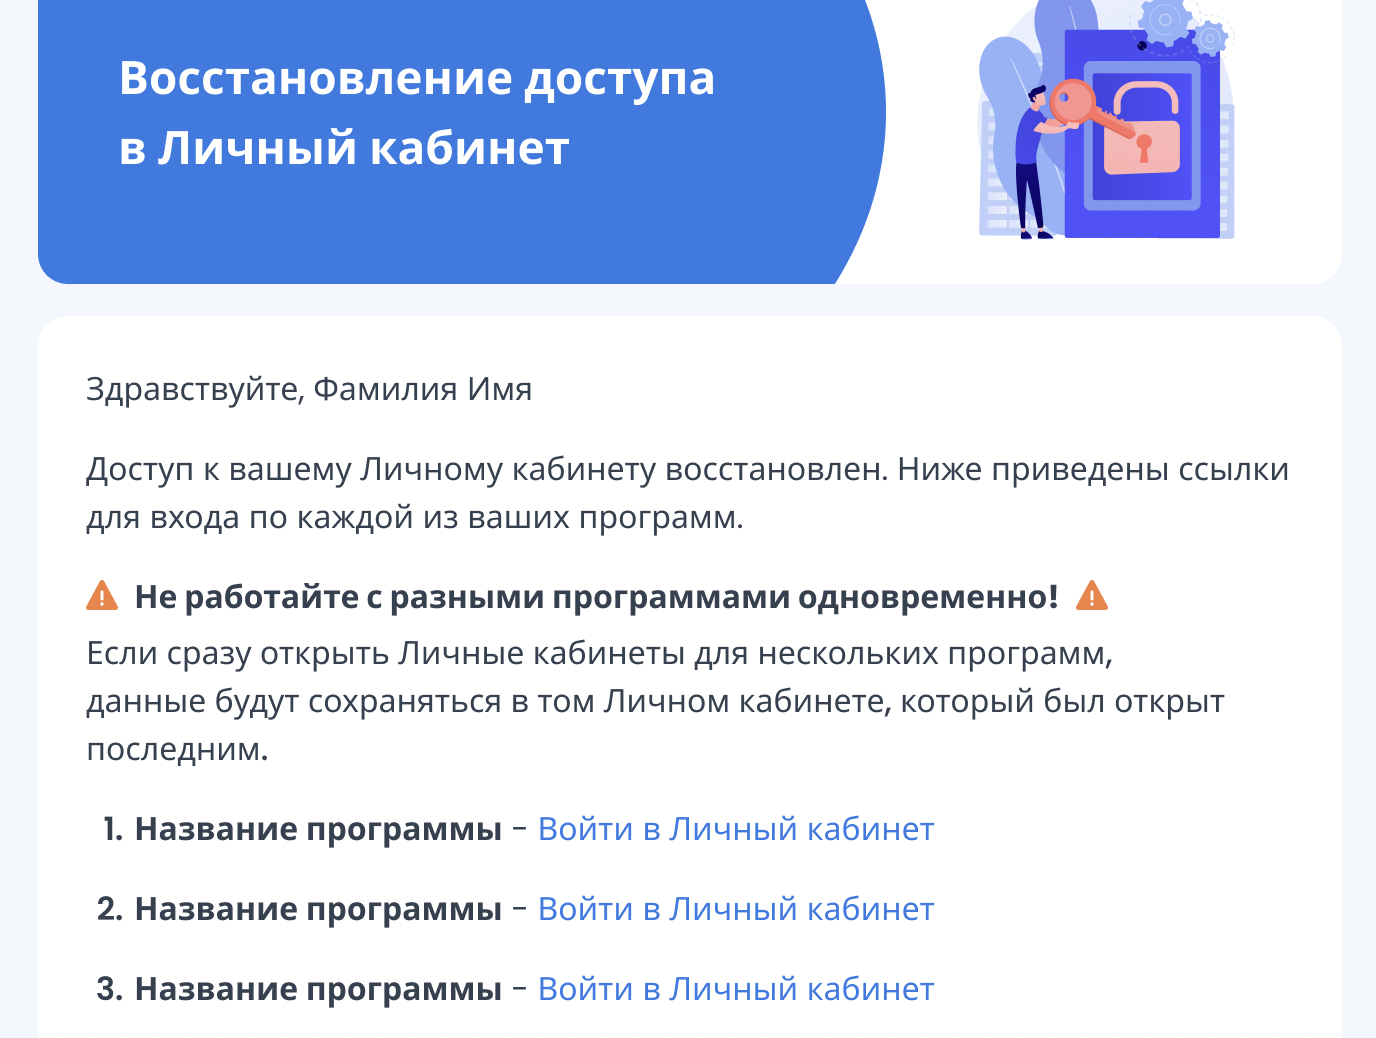 Восстановление доступа
в Личный кабинет
Здравствуйте, Фамилия Имя
Доступ к вашему Личному кабинету восстановлен. Ниже приведены ссылки
для входа по каждой из ваших программ.
Не работайте с разными программами одновременно!
Если сразу открыть Личные кабинеты для нескольких программ,
данные будут сохраняться в том Личном кабинете, который был открыт
последним.
1. Название программы – Войти в Личный кабинет
2. Название программы – Войти в Личный кабинет
3. Название программы – Войти в Личный кабинет